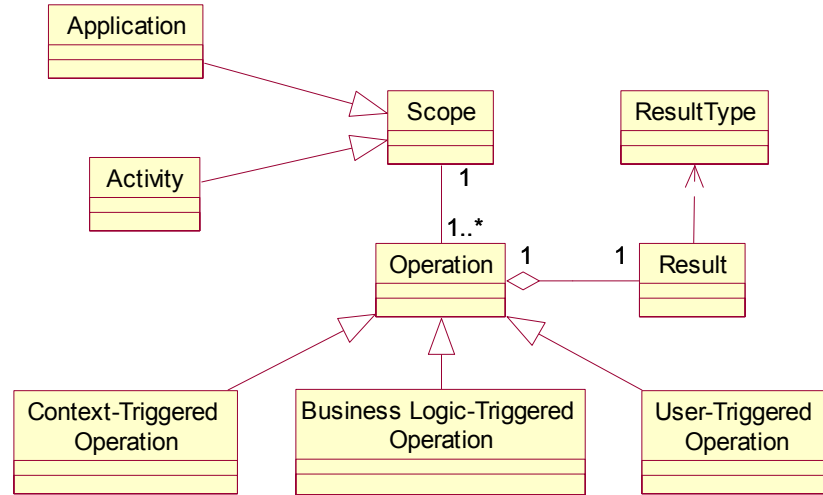 Application
Scope
ResultType
Activity
1
1..*
Operation
1
1
Result
Context-Triggered
Operation
Business Logic-Triggered
Operation
User-Triggered
Operation